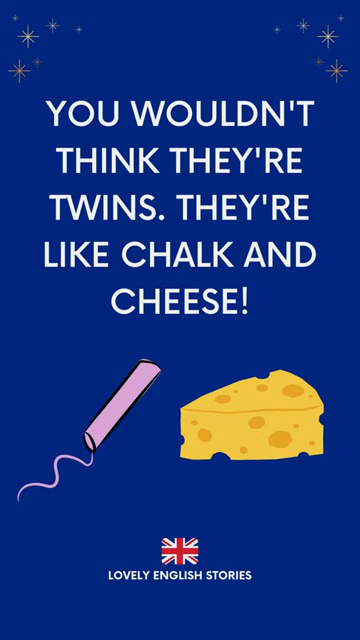 YOU WOULDN'T
THINK THEY'RE
TWINS. THEY'RE
LIKE CHALK AND
CHEESE!
LOVELY ENGLISH STORIES